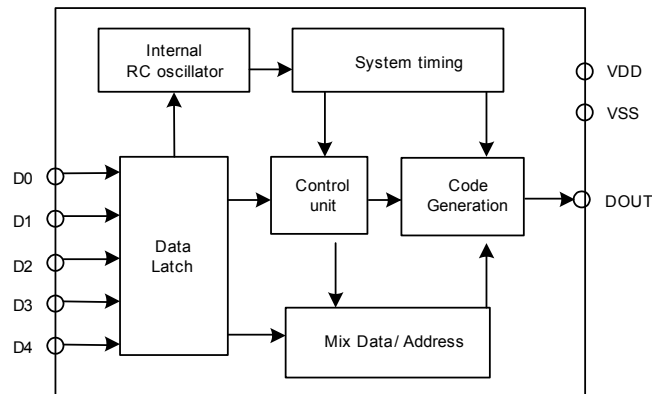 Internal
RC oscillator
System timing
VDD
VSS
D0
D1
D2
D3
D4
Data
Latch
Control
unit
Code
Generation
DOUT
Mix Data/ Address